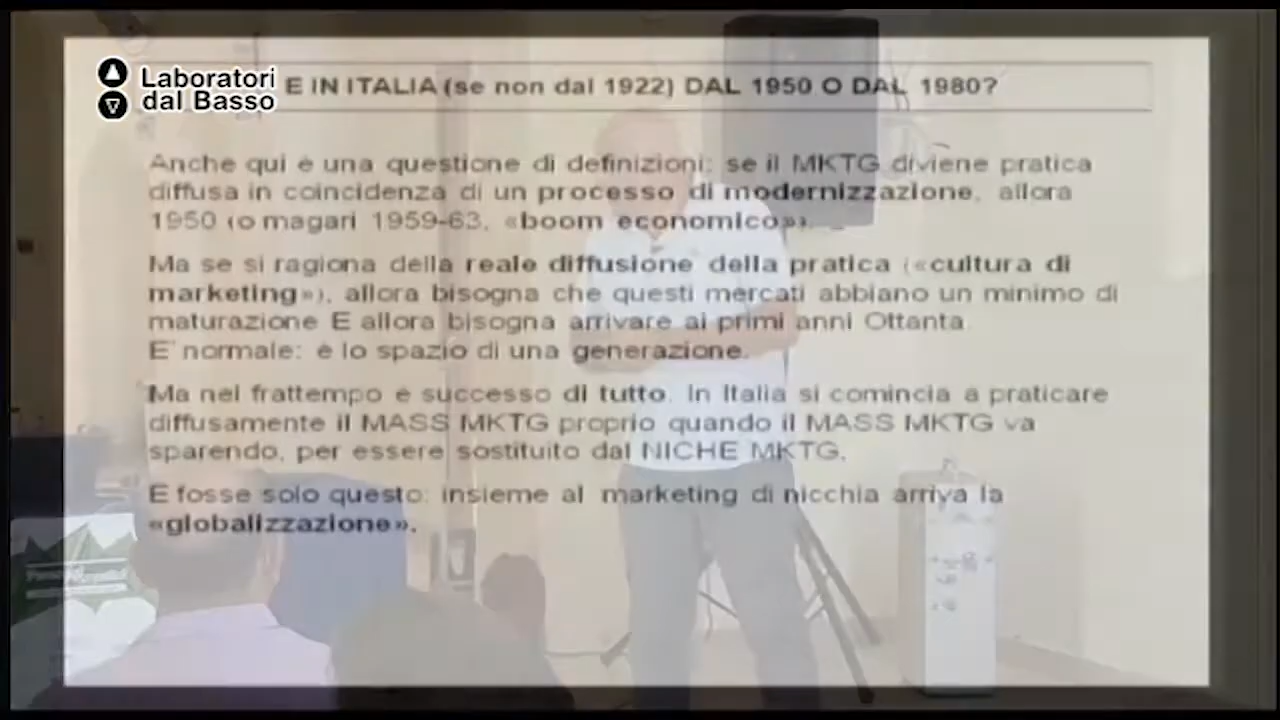 Laboratori
dal Basso
E IN ITALIA (se non dal 1922) DAL 1950 O DAL 1980?
Anche qui è una questione di definizioni: se il MKTG diviene pratica
diffusa in coincidenza di un processo di modernizzazione, allora
1950 (o magari 1959-63, «boom economico»).
Ma se si ragiona della reale diffusione della pratica («cultura di
marketing»), allora bisogna che questi mercati abbiano un minimo di
maturazione E allora bisogna arrivare ai primi anni Ottanta.
E' normale: è lo spazio di una generazione.
Ma nel frattempo è successo di tutto. In Italia si comincia a praticare
diffusamente il MASS MKTG proprio quando il MASS MKTG va
sparendo, per essere sostituito dal NICHE MKTG.
E fosse solo questo: insieme al marketing di nicchia arriva la
«globalizzazione».